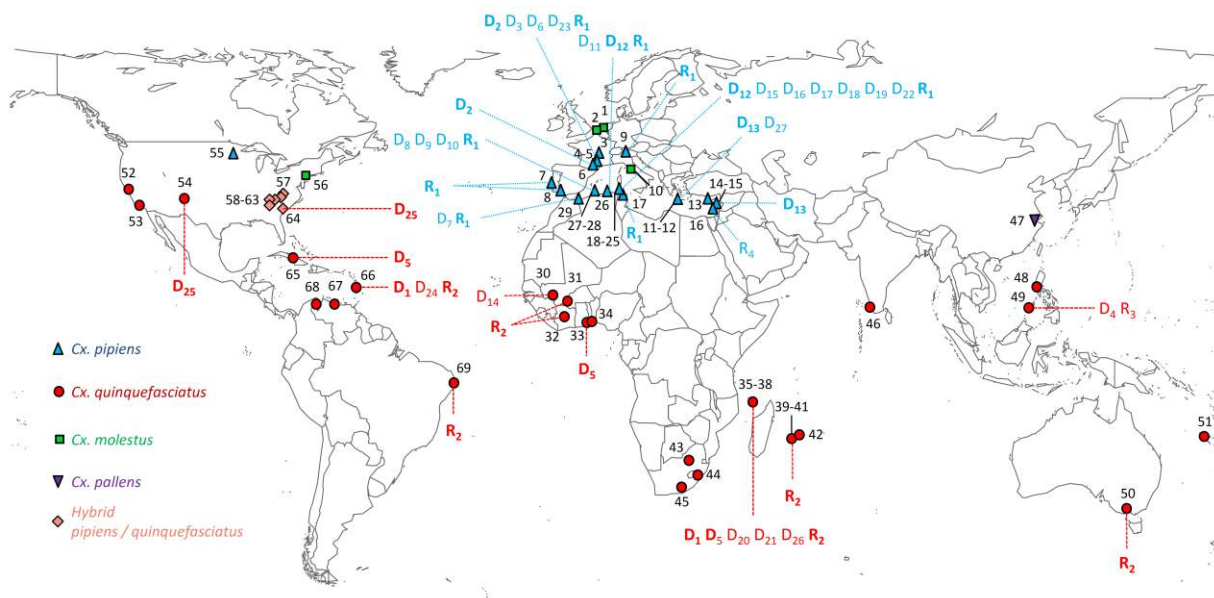 D2 D3 D6 D23 R1
D11 D12 R1
R1
D12 D15 D16 D17 D18 D19 D22 R1
D2
D13 D27
D8 D9 D10 R1
R1
D7 R1
D13
R1
R4
1
2
3
4-5
6
7
8
9
10
29
26
27-28
18-25
17
11-12
13
14-15
16
55
52
53
54
56
57
58-63
64
D25
D25
D5
65
66
68
67
D1 D24 R2
69
R2
30
31
D14
R2
32
33
34
D5
35-38
39-41
42
43
44
45
R2
D1 D5 D20 D21 D26 R2
46
47
48
49
D4 R3
50
51
R2
Cx. pipiens
Cx. quinquefasciatus
Cx. molestus
Cx. pallens
Hybrid
pipiens / quinquefasciatus